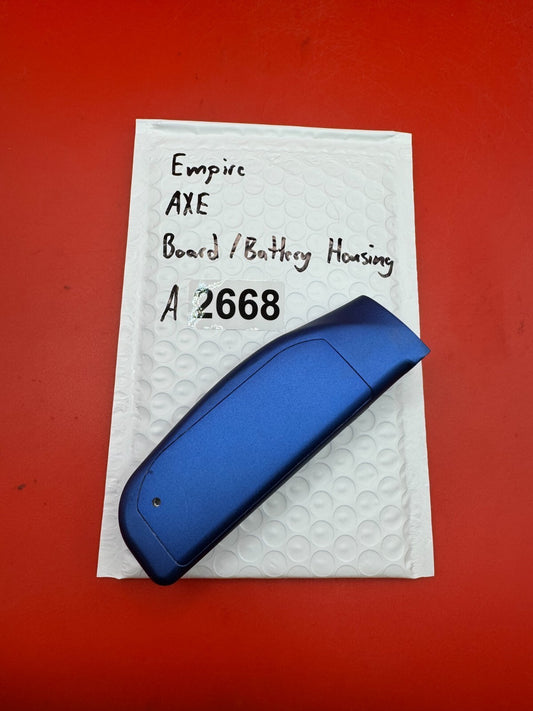 Empire
AXE
Board / Battery Housing
A 2668